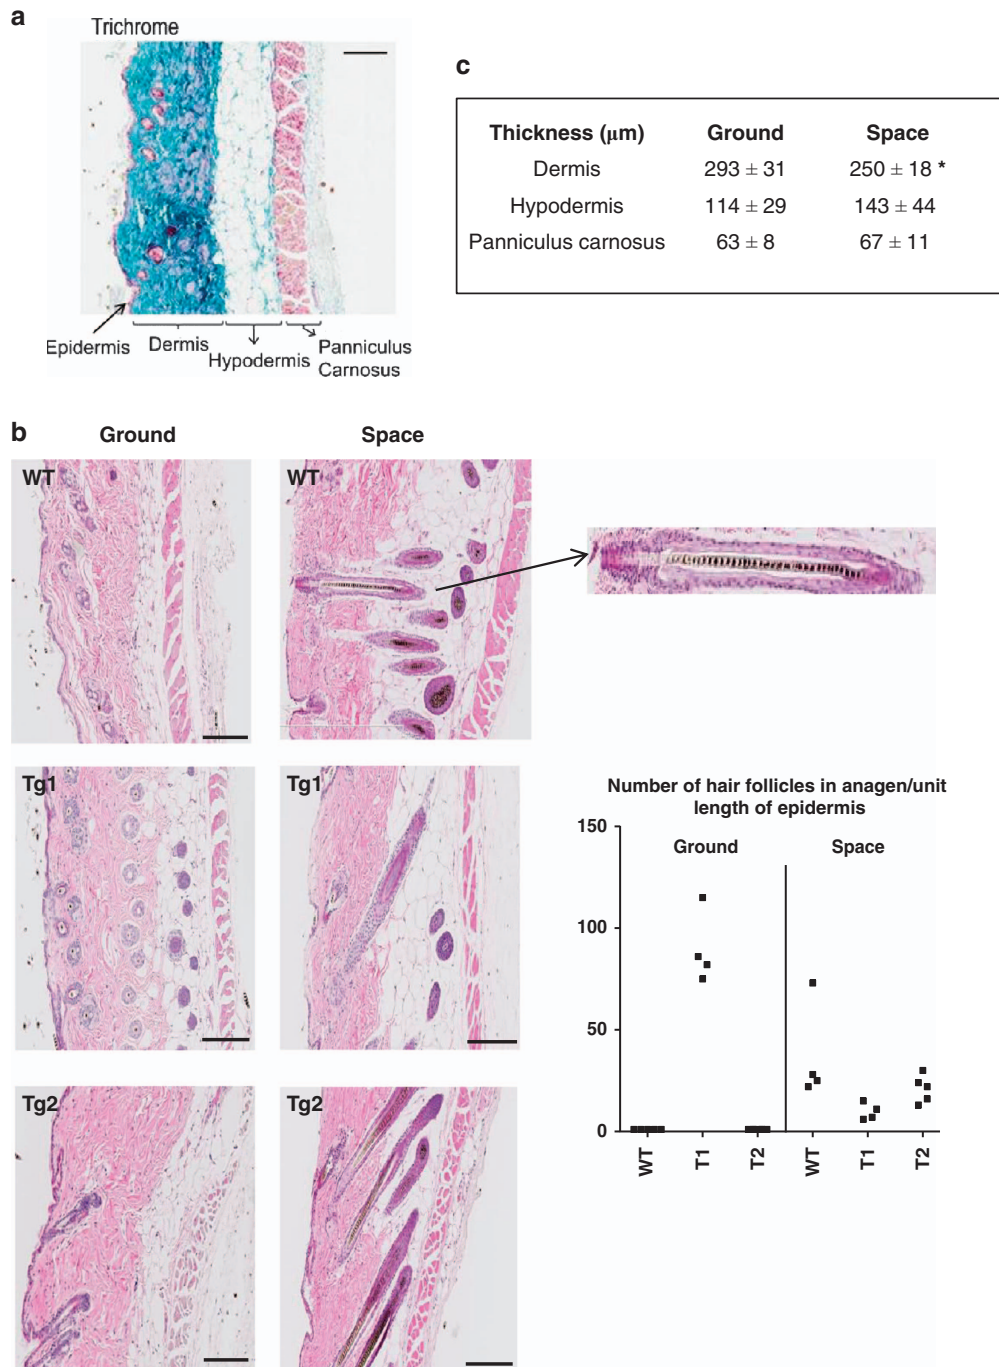 a
Trichrome
Epidermis
Dermis
Hypodermis
Panniculus
Carnosus
c
Thickness (μm) Ground Space
Dermis 293 ± 31 250 ± 18 *
Hypodermis 114 ± 29 143 ± 44
Panniculus carnosus 63 ± 8 67 ± 11
b
Ground Space
WT WT
Tg1 Tg1
Tg2 Tg2
Number of hair follicles in anagen/unit
length of epidermis
150
Ground Space
100
50
0
WT T1 T2 WT T1 T2